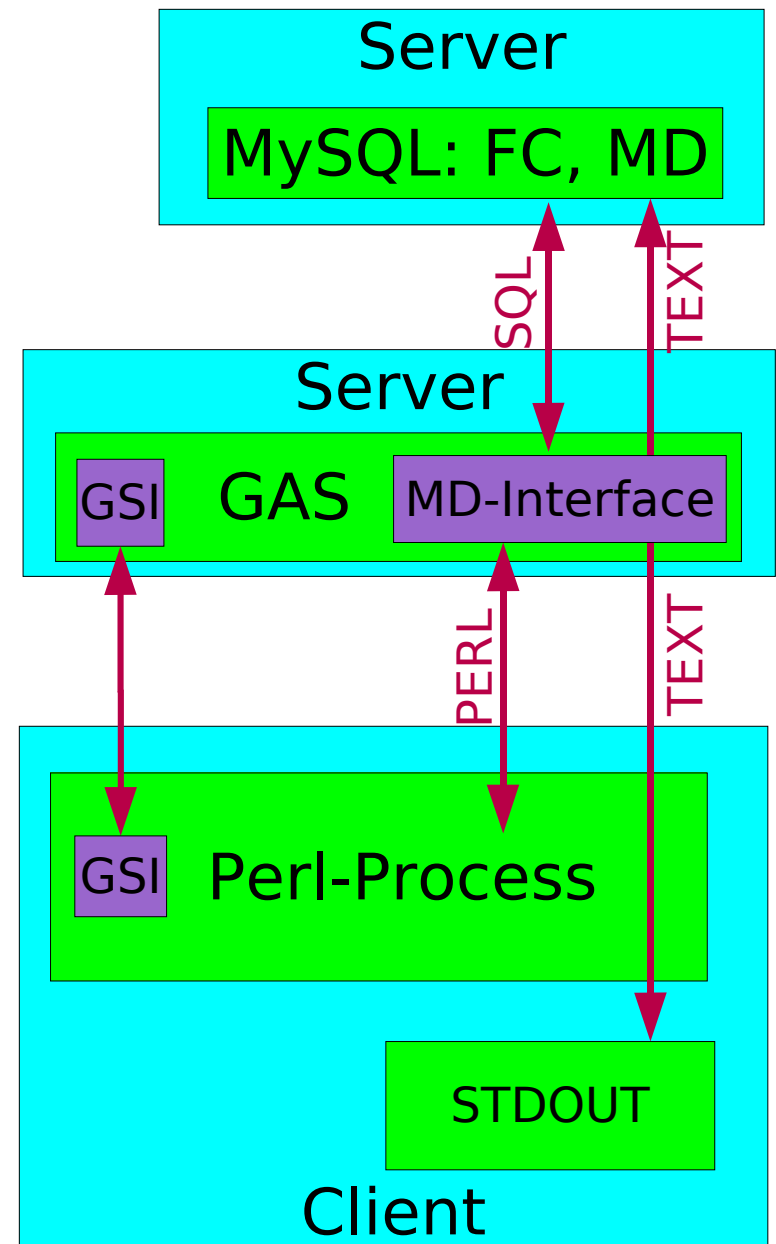 Server
MySQL: FC, MD
SQL
TEXT
Server
GSI
GAS
MD-Interface
PERL
TEXT
GSI
Perl-Process
STDOUT
Client